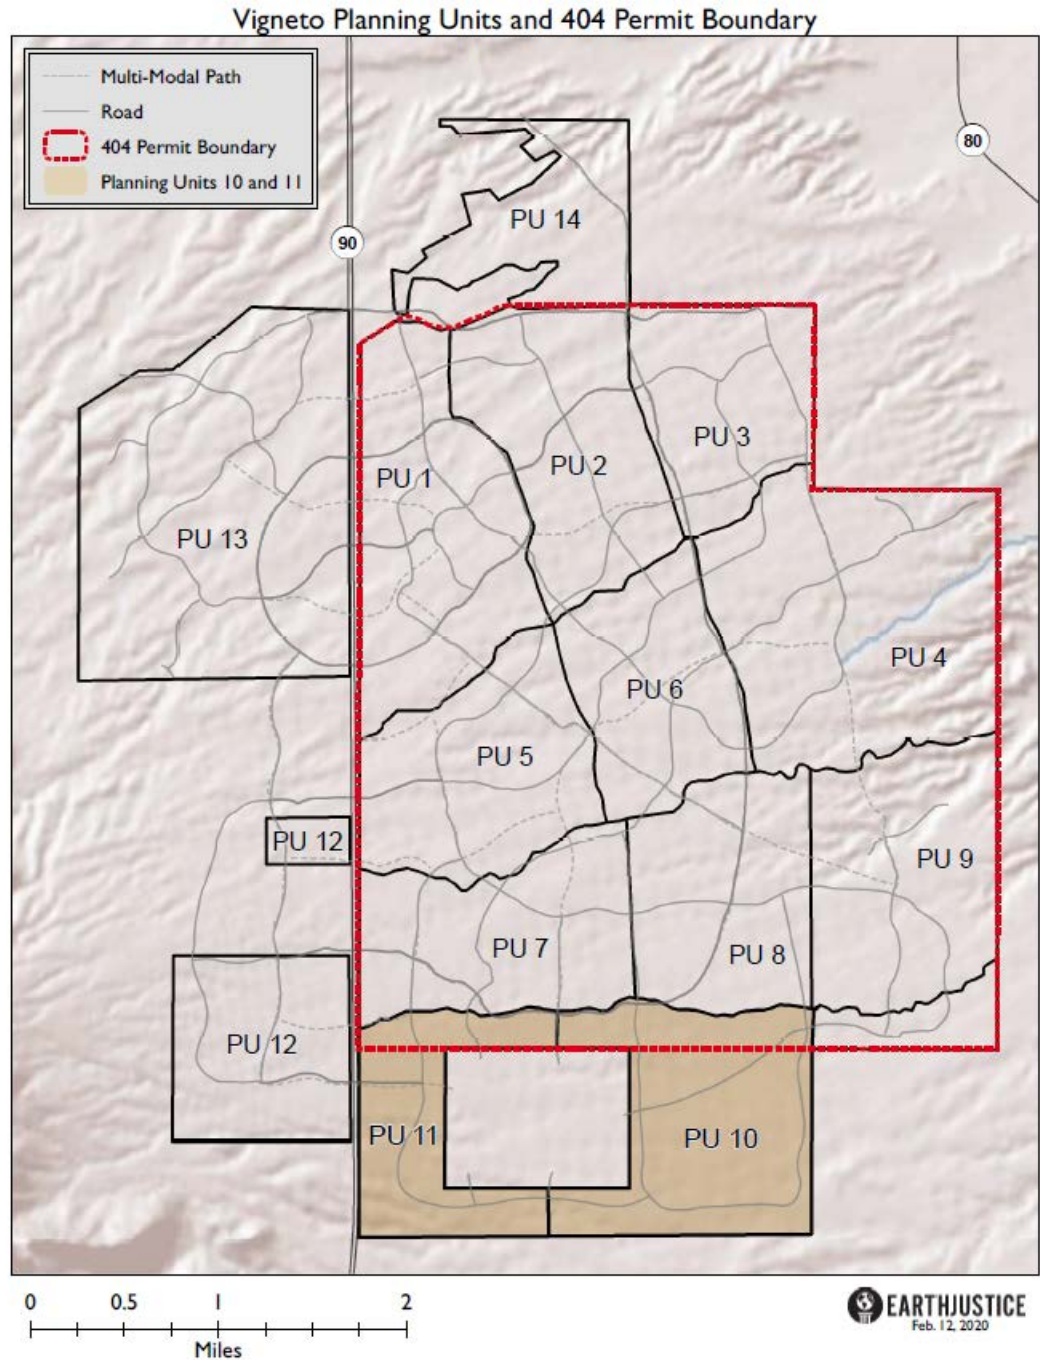 Vigneto Planning Units and 404 Permit Boundary
Multi-Modal Path
Road
404 Permit Boundary
Planning Units 10 and 11
80
90
PU 14
PU 3
PU 2
PU 1
PU 13
PU 4
PU 6
PU 5
PU 12
PU 9
PU 7
PU 8
PU 12
PU 11
PU 10
0 0.5 1 2
Miles
EARTHJUSTICE
Feb. 12, 2020